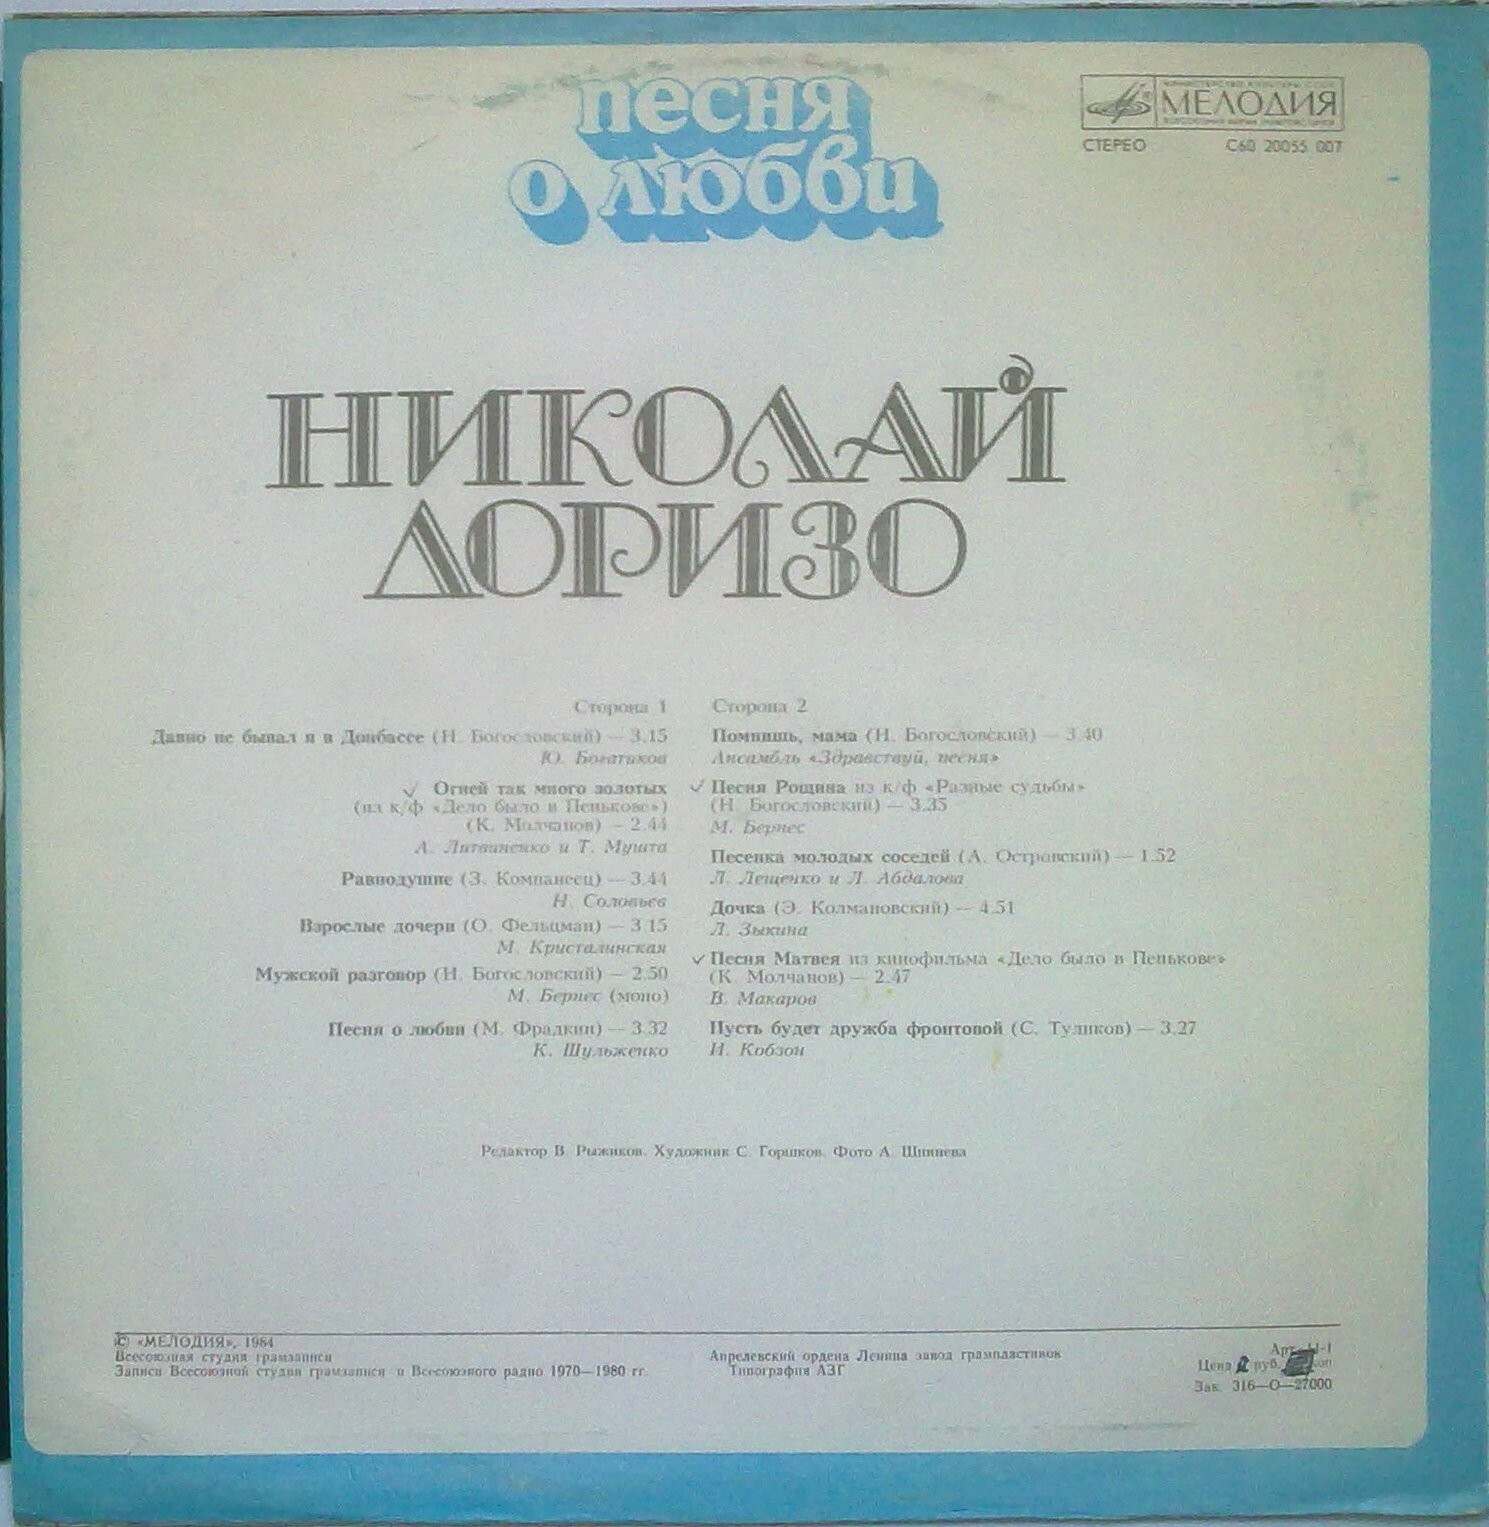 песня
о любви
МЕЛОДИЯ
СТЕРЕО С60 20055 007
НИКОЛАЙ
ДОРИЗО
Сторона 1
Давно не бывал я в Донбассе (Н. Богословский) — 3.15
Ю. Богатиков
Огней так много золотых
(из к/ф «Дело было в Пенькове»)
(К. Молчанов) — 2.44
А. Литвиненко и Т. Мушта
Равнодушие (З. Компанеец) — 3.44
Н. Соловьев
Взрослые дочери (О. Фельцман) — 3.15
М. Кристалинская
Мужской разговор (Н. Богословский) — 2.50
М. Бернес (моно)
Песня о любви (М. Фрадкин) — 3.32
К. Шульженко
Сторона 2
Помнишь, мама (Н. Богословский) — 3.40
Ансамбль «Здравствуй, песня»
Песня Рощина из к/ф «Разные судьбы»
(Н. Богословский) — 3.35
М. Бернес
Песенка молодых соседей (А. Островский) — 1.52
Л. Лещенко и Л. Абдалова
Дочка (Э. Колмановский) — 4.51
Л. Зыкина
Песня Матвея из кинофильма «Дело было в Пенькове»
(К. Молчанов) — 2.47
В. Макаров
Пусть будет дружба фронтовой (С. Туликов) — 3.27
И. Кобзон
Редактор В. Рыжиков. Художник С. Горшков. Фото А. Шпинева
© «МЕЛОДИЯ», 1984
Всесоюзная студия грамзаписи
Записи Всесоюзной студии грамзаписи и Всесоюзного радио 1970—1980 гг.
Апрелевский ордена Ленина завод грампластинок
Типография АЗГ
Арт. 11-1
Цена руб. коп
Зак. 316—О—27000